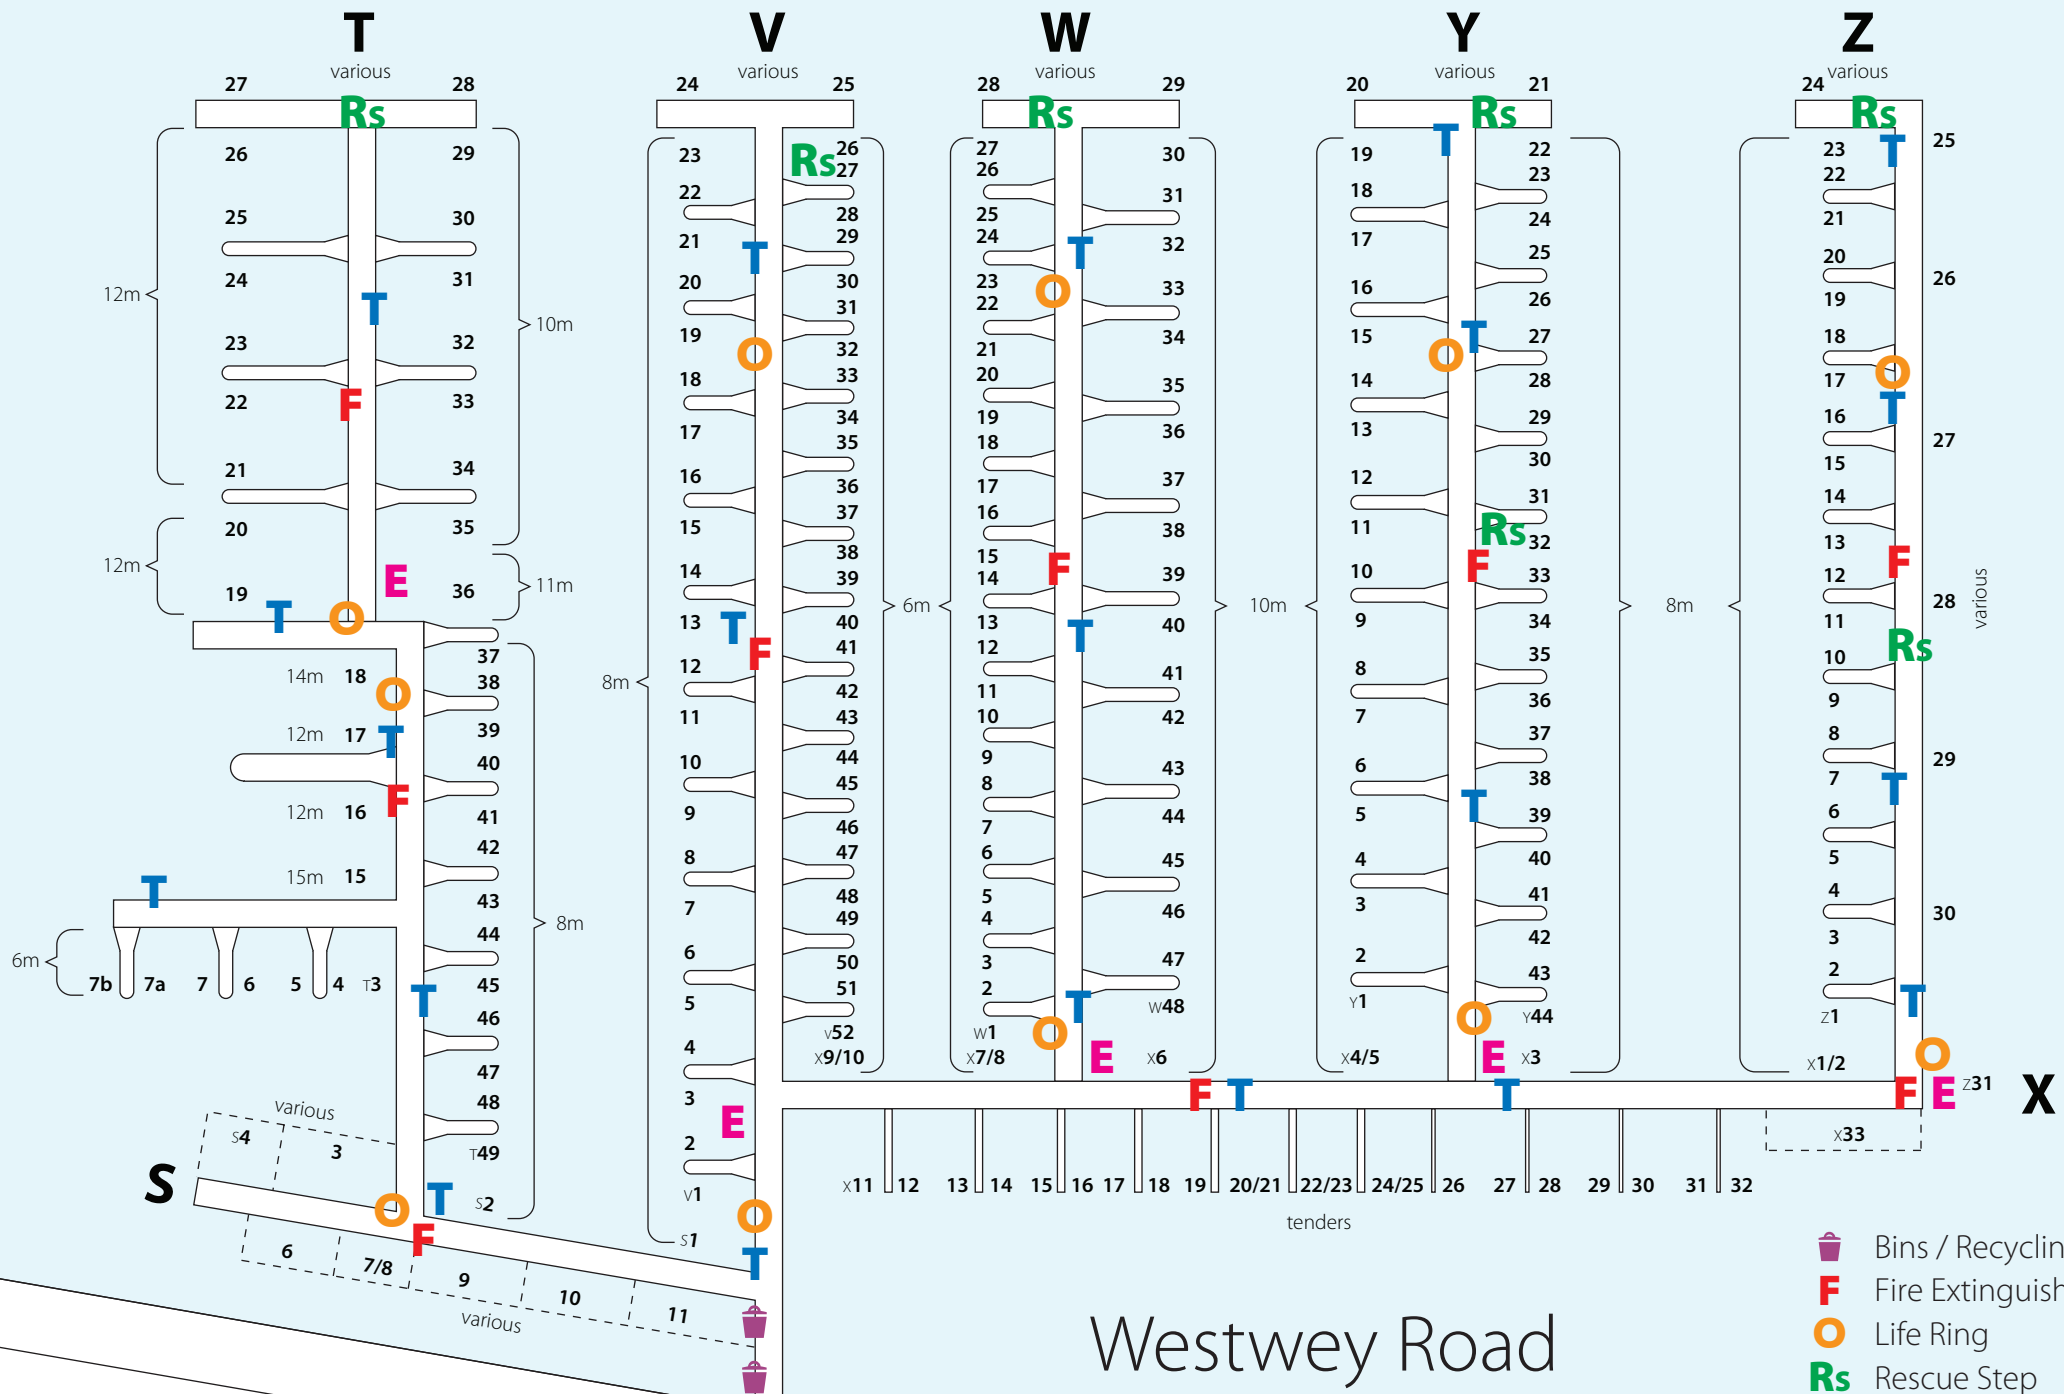 T V W Y Z
various various various various various
27 28 24 25 28 29 20 21 24
Rs Rs Rs Rs
T T 25
26 29
25 30
24 31
23 32
22 33
21 34
20 35
19 36
12m
10m
12m
11m
T
F
E
T O
14m 18
12m 17
12m 16
15m 15
O
T
F
T
6m
7b 7a 7 6 5 4 T3
37
38
39
40
41
42
43
44
45
46
47
48
T49
S2
8m
T
various
S4 3
S
O T
F
6 7/8 9 10 11
various
23
22
21
20
19
18
17
16
15
14
13
12
11
10
9
8
7
6
5
4
3
2
V1
S1
8m
Rs
T
O
T
F
E
O
T
26
27
28
29
30
31
32
33
34
35
36
37
38
39
40
41
42
43
44
45
46
47
48
49
50
51
V52
X9/10
6m
27
26
25
24
23
22
21
20
19
18
17
16
15
14
13
12
11
10
9
8
7
6
5
4
3
2
W1
X7/8
T
O
F
T
T
O
E
30
31
32
33
34
35
36
37
38
39
40
41
42
43
44
45
46
47
W48
X6
10m
19
18
17
16
15
14
13
12
11
10
9
8
7
6
5
4
3
2
Y1
X4/5
T
O
Rs
F
T
O
E
22
23
24
25
26
27
28
29
30
31
32
33
34
35
36
37
38
39
40
41
42
43
Y44
X3
8m
23
22
21
20
19
18
17
16
15
14
13
12
11
10
9
8
7
6
5
4
3
2
Z1
X1/2
O
T
F
Rs
T
T
O
26
27
28
various
29
30
F T T F E Z31 X
X33
X11 12 13 14 15 16 17 18 19 20/21 22/23 24/25 26 27 28 29 30 31 32
tenders
Westwey Road
Bins / Recyclin
F Fire Extinguish
O Life Ring
Rs Rescue Step